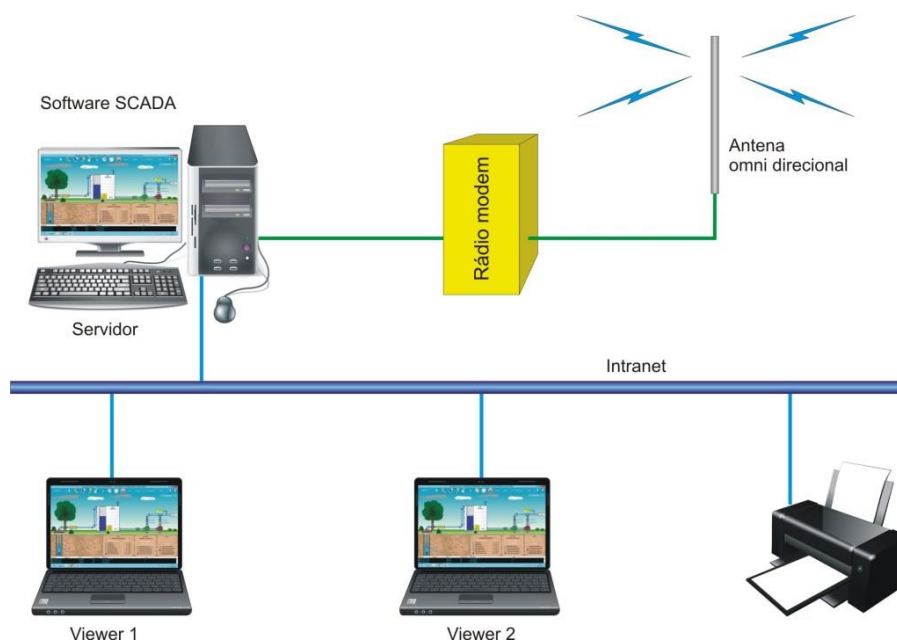 Software SCADA
Antena
omni direcional
Rádio modem
Servidor
Intranet
Viewer 1
Viewer 2